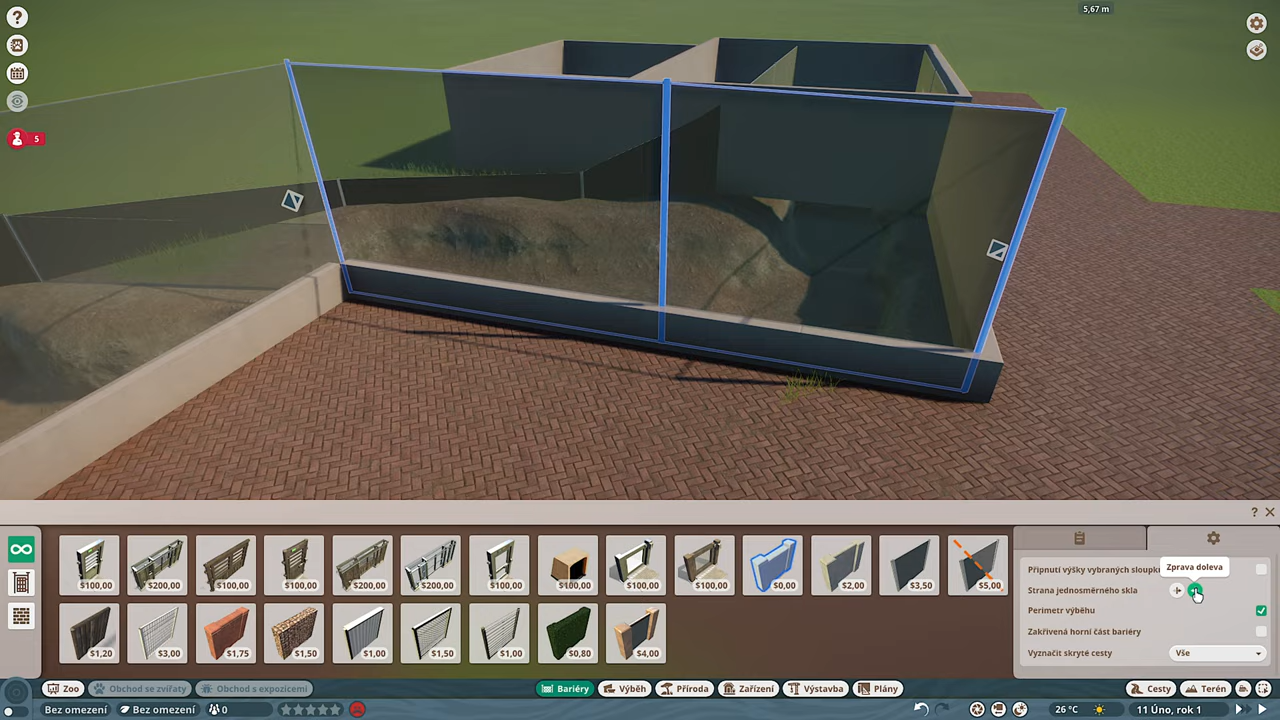 5,67 m
?
5
? ×
$100,00 $200,00 $100,00 $100,00 $200,00 $200,00 $100,00 $100,00 $100,00 $100,00 $0,00 $2,00 $3,50 $5,00
$1,20 $3,00 $1,75 $1,50 $1,00 $1,50 $1,00 $0,80 $4,00
Zprava doleva
Připnutí výšky vybraných sloupk
Strana jednosměrného skla
Perimetr výběhu
Zakřivená horní část bariéry
Vyznačit skryté cesty Vše
Zoo Obchod se zvířaty Obchod s expozicemi Bariéry Výběh Příroda Zařízení Výstavba Plány Cesty Terén
Bez omezení Bez omezení 0 26 °C 11 Úno, rok 1